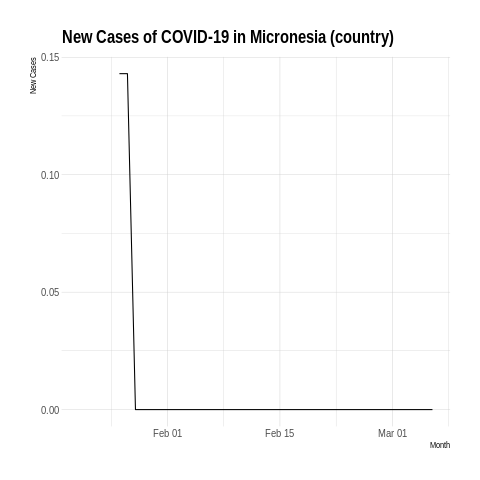 New Cases of COVID-19 in Micronesia (country)
New Cases
0.15
0.10
0.05
0.00
Feb 01
Feb 15
Mar 01
Month